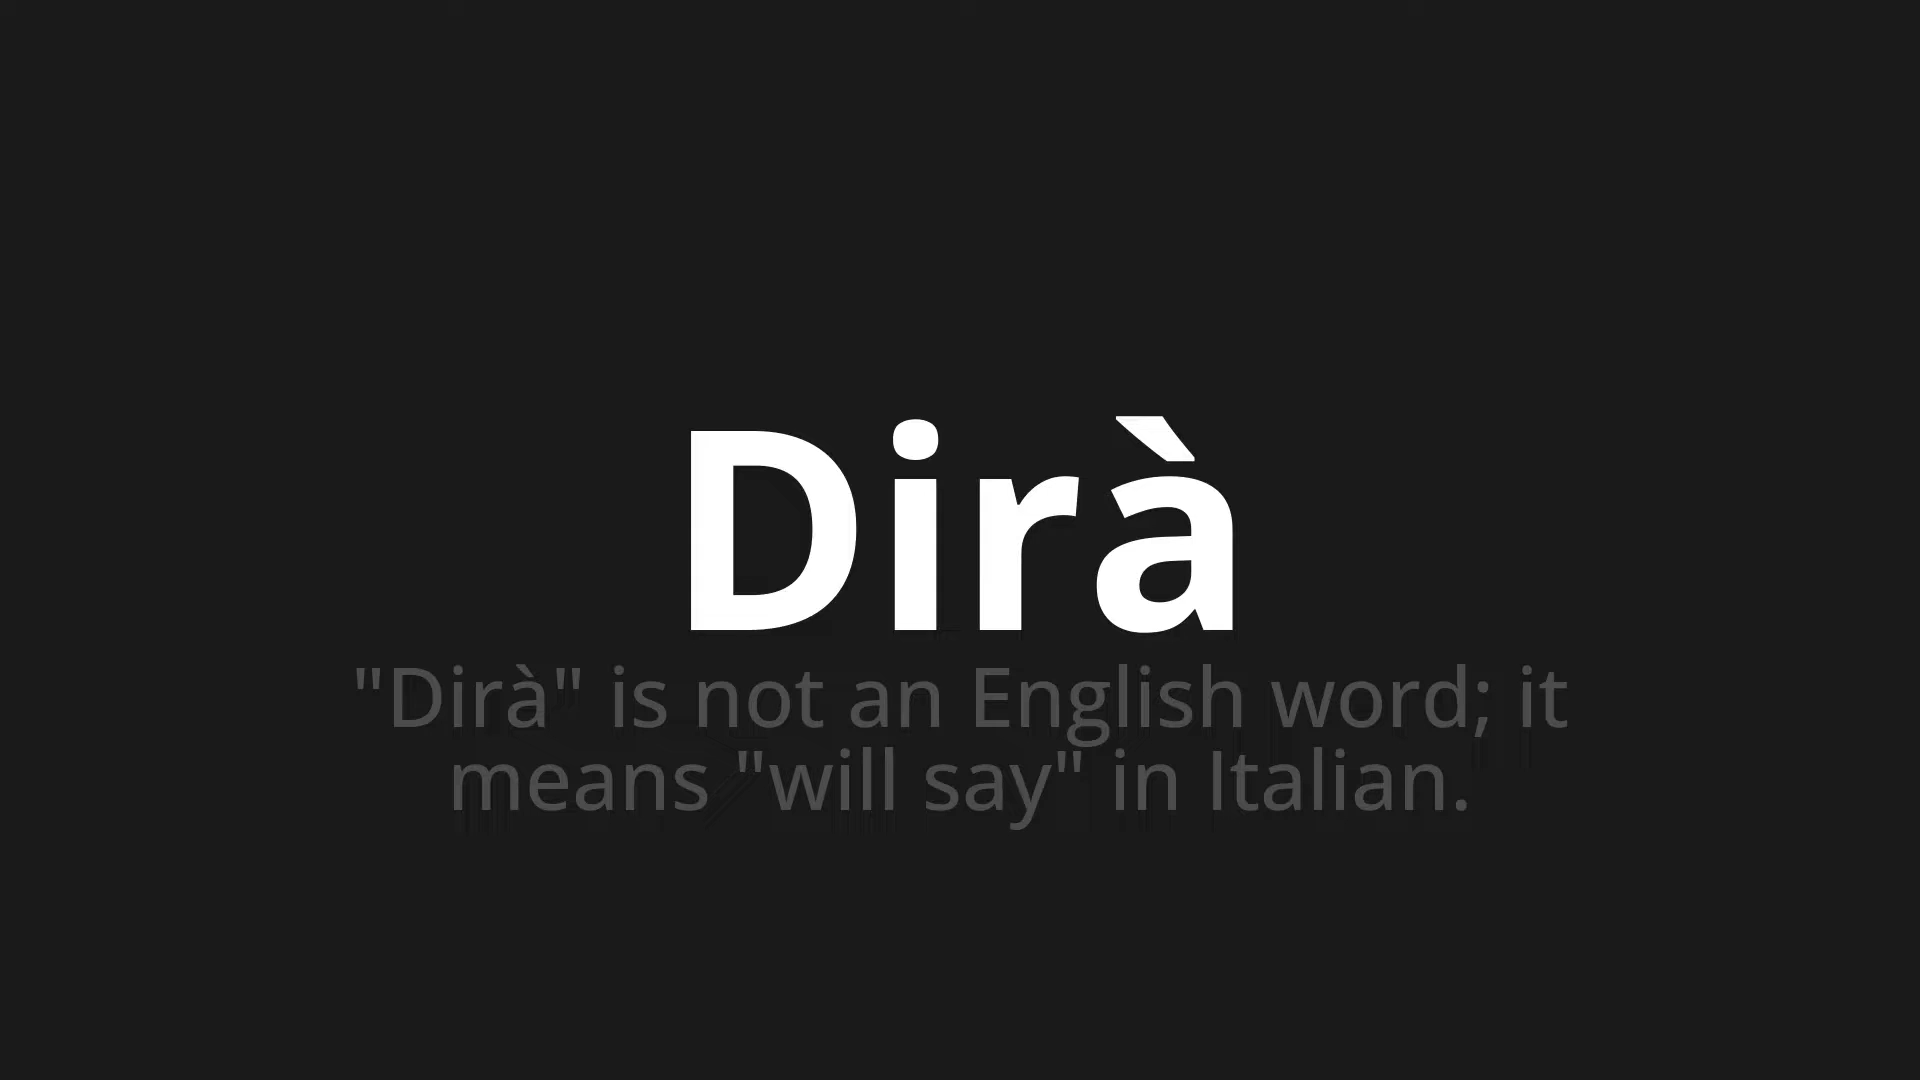 Dirà
"Dirà" is not an English word; it
means "will say" in Italian.